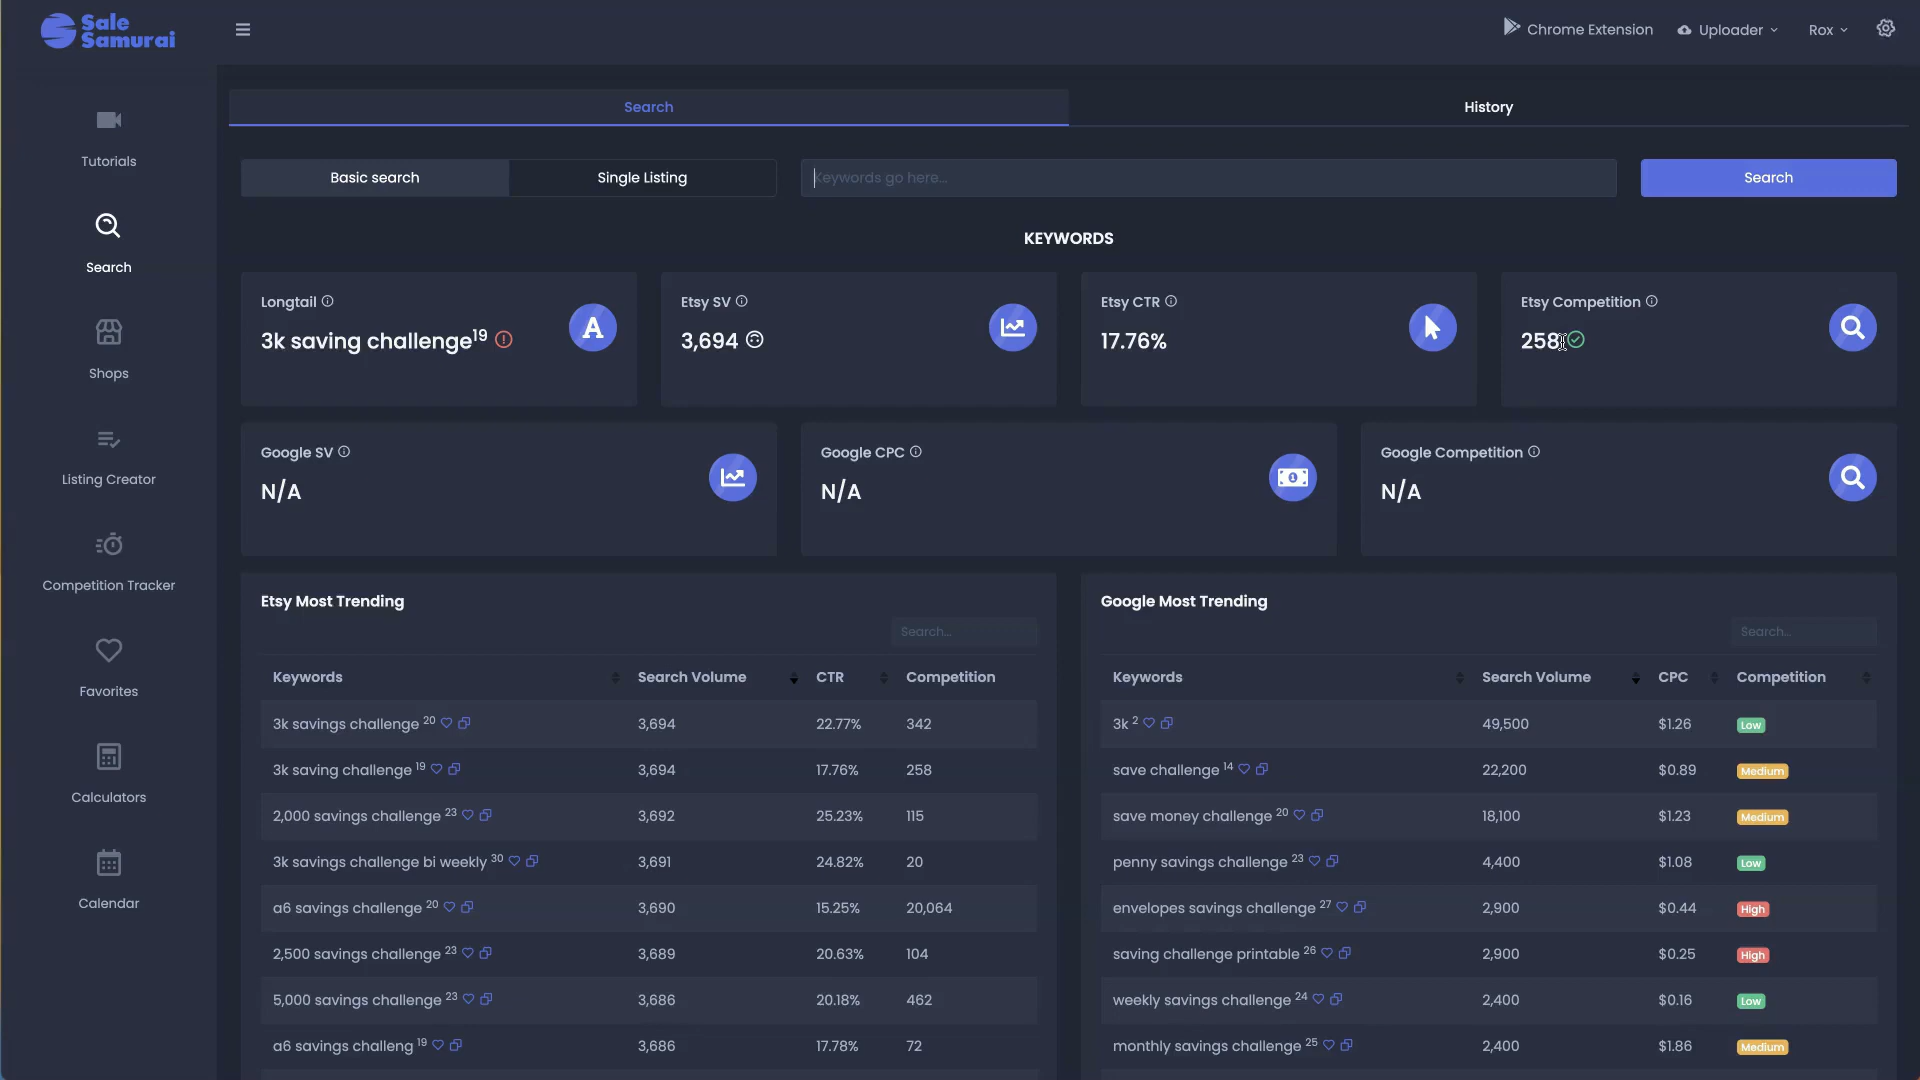 Sale
Samurai
Chrome Extension
Uploader
Rox
Tutorials
Search
Shops
Listing Creator
Competition Tracker
Favorites
Calculators
Calendar
Search
History
Basic search
Single Listing
Keywords go here...
Search
KEYWORDS
Longtail
3k saving challenge19
Etsy SV
3,694
Etsy CTR
17.76%
Etsy Competition
258
Google SV
N/A
Google CPC
N/A
Google Competition
N/A
Etsy Most Trending
Search...
Keywords Search Volume CTR Competition
3k savings challenge 20 3,694 22.77% 342
3k saving challenge 19 3,694 17.76% 258
2,000 savings challenge 23 3,692 25.23% 115
3k savings challenge bi weekly 30 3,691 24.82% 20
a6 savings challenge 20 3,690 15.25% 20,064
2,500 savings challenge 23 3,689 20.63% 104
5,000 savings challenge 23 3,686 20.18% 462
a6 savings challeng 19 3,686 17.78% 72
Google Most Trending
Search...
Keywords Search Volume CPC Competition
3k 2 49,500 $1.26 Low
save challenge 14 22,200 $0.89 Medium
save money challenge 20 18,100 $1.23 Medium
penny savings challenge 23 4,400 $1.08 Low
envelopes savings challenge 27 2,900 $0.44 High
saving challenge printable 26 2,900 $0.25 High
weekly savings challenge 24 2,400 $0.16 Low
monthly savings challenge 25 2,400 $1.86 Medium